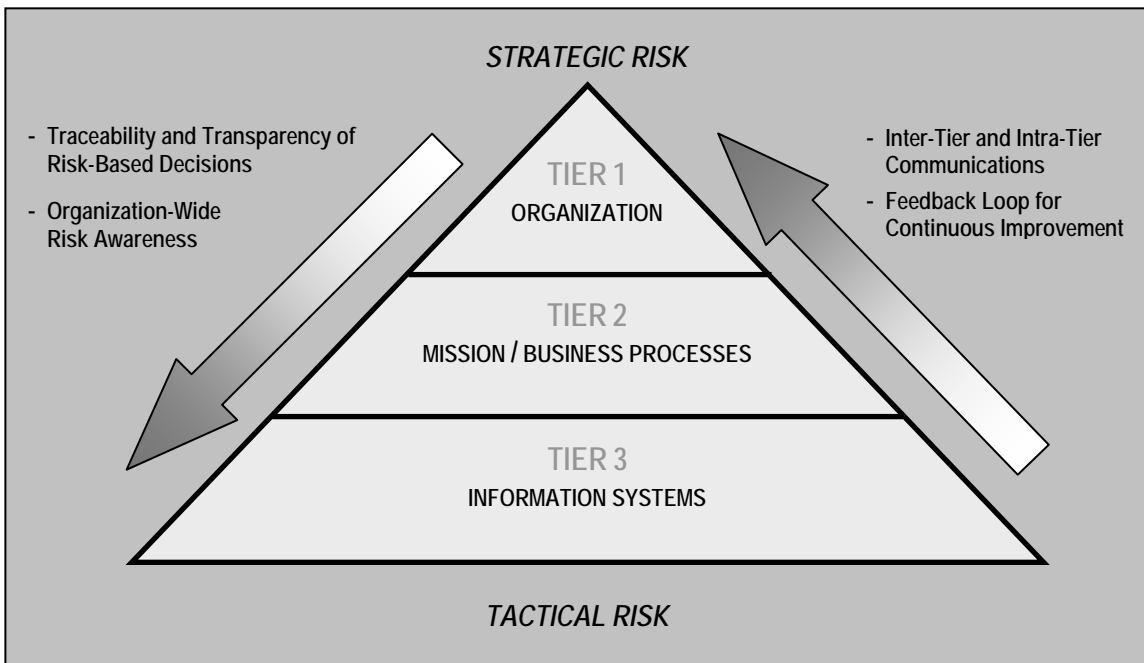 STRATEGIC RISK
- Traceability and Transparency of
Risk-Based Decisions
- Organization-Wide
Risk Awareness
- Inter-Tier and Intra-Tier
Communications
- Feedback Loop for
Continuous Improvement
TIER 1
ORGANIZATION
TIER 2
MISSION / BUSINESS PROCESSES
TIER 3
INFORMATION SYSTEMS
TACTICAL RISK